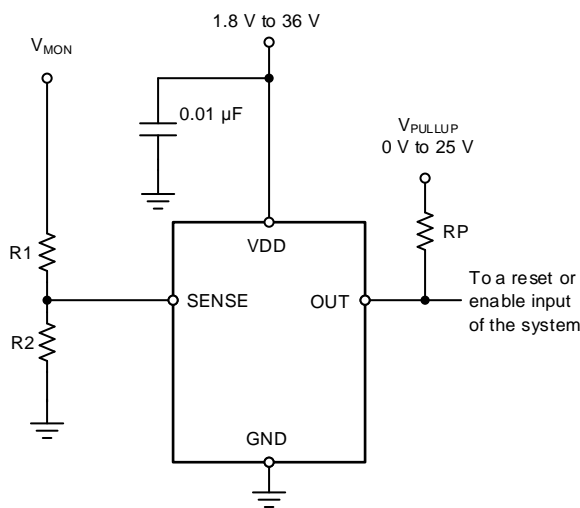 1.8 V to 36 V
VMON
0.01 µF
VPULLUP
0 V to 25 V
RP
R1
VDD
SENSE
OUT
To a reset or
enable input
of the system
R2
GND